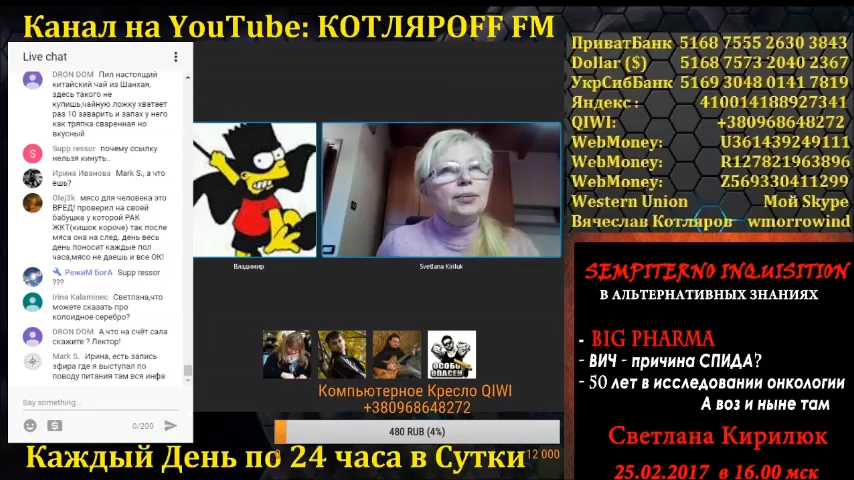 Канал на YouTube: КОТЛЯРОFF FM
Live chat
DRON DOM Пил настоящий
китайский чай из Шанхая,
здесь такого не
купишь,чайную ложку хватает
раз 10 заварить и запах у него
как тряпка сваренная но
вкусный
Supp ressor почему ссылку
нельзя кинуть..
Ирина Иванова Mark S., а что
ешь?
Olej3k мясо для человека это
ВРЕД! проверил на своей
бабушке у которой РАК
ЖКТ(кишок короче) так после
мяса она на след. день весь
день поносит каждые пол
часа,мясо не даешь и все ОК!
РежиМ БогА Supp ressor
???
Irina Kalaminec Светлана,что
можете сказать про
колоидное серебро?
DRON DOM А что на счёт сала
скажите ? Лектор!
Mark S. Ирина, есть запись
эфира где я выступал по
поводу питания там вся инфа
Say something...
0/200
Владимир
Svetlana Kiriluk
ОСОБО
ОПАСЕН
Компьютерное Кресло QIWI
+380968648272
480 RUB (4%)
0
12 000
Каждый День по 24 часа в Сутки
ПриватБанк 5168 7555 2630 3843
Dollar ($) 5168 7573 2040 2367
УкрСибБанк 5169 3048 0141 7819
Яндекс : 410014188927341
QIWI: +380968648272
WebMoney: U361439249111
WebMoney: R127821963896
WebMoney: Z569330411299
Western Union Мой Skype
Вячеслав Котляров wmorrowind
SEMPITERNO INQUISITION
В АЛЬТЕРНАТИВНЫХ ЗНАНИЯХ
- BIG PHARMA
- ВИЧ - причина СПИДА?
- 50 лет в исследовании онкологии
А воз и ныне там
Светлана Кирилюк
25.02.2017 в 16.00 мск